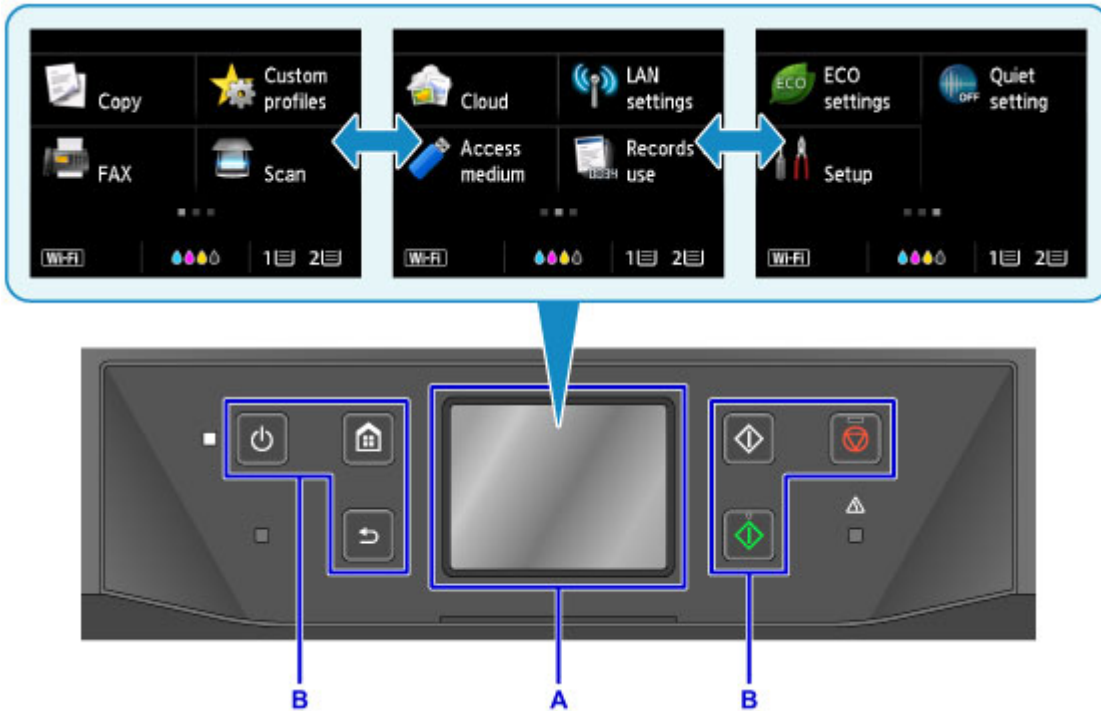 Copy
Custom
profiles
FAX
Scan
Wi-Fi
1 2
Cloud
LAN
settings
Access
medium
Records
use
Wi-Fi
1 2
ECO
ECO
settings
OFF
Quiet
setting
Setup
Wi-Fi
1 2
B
A
B